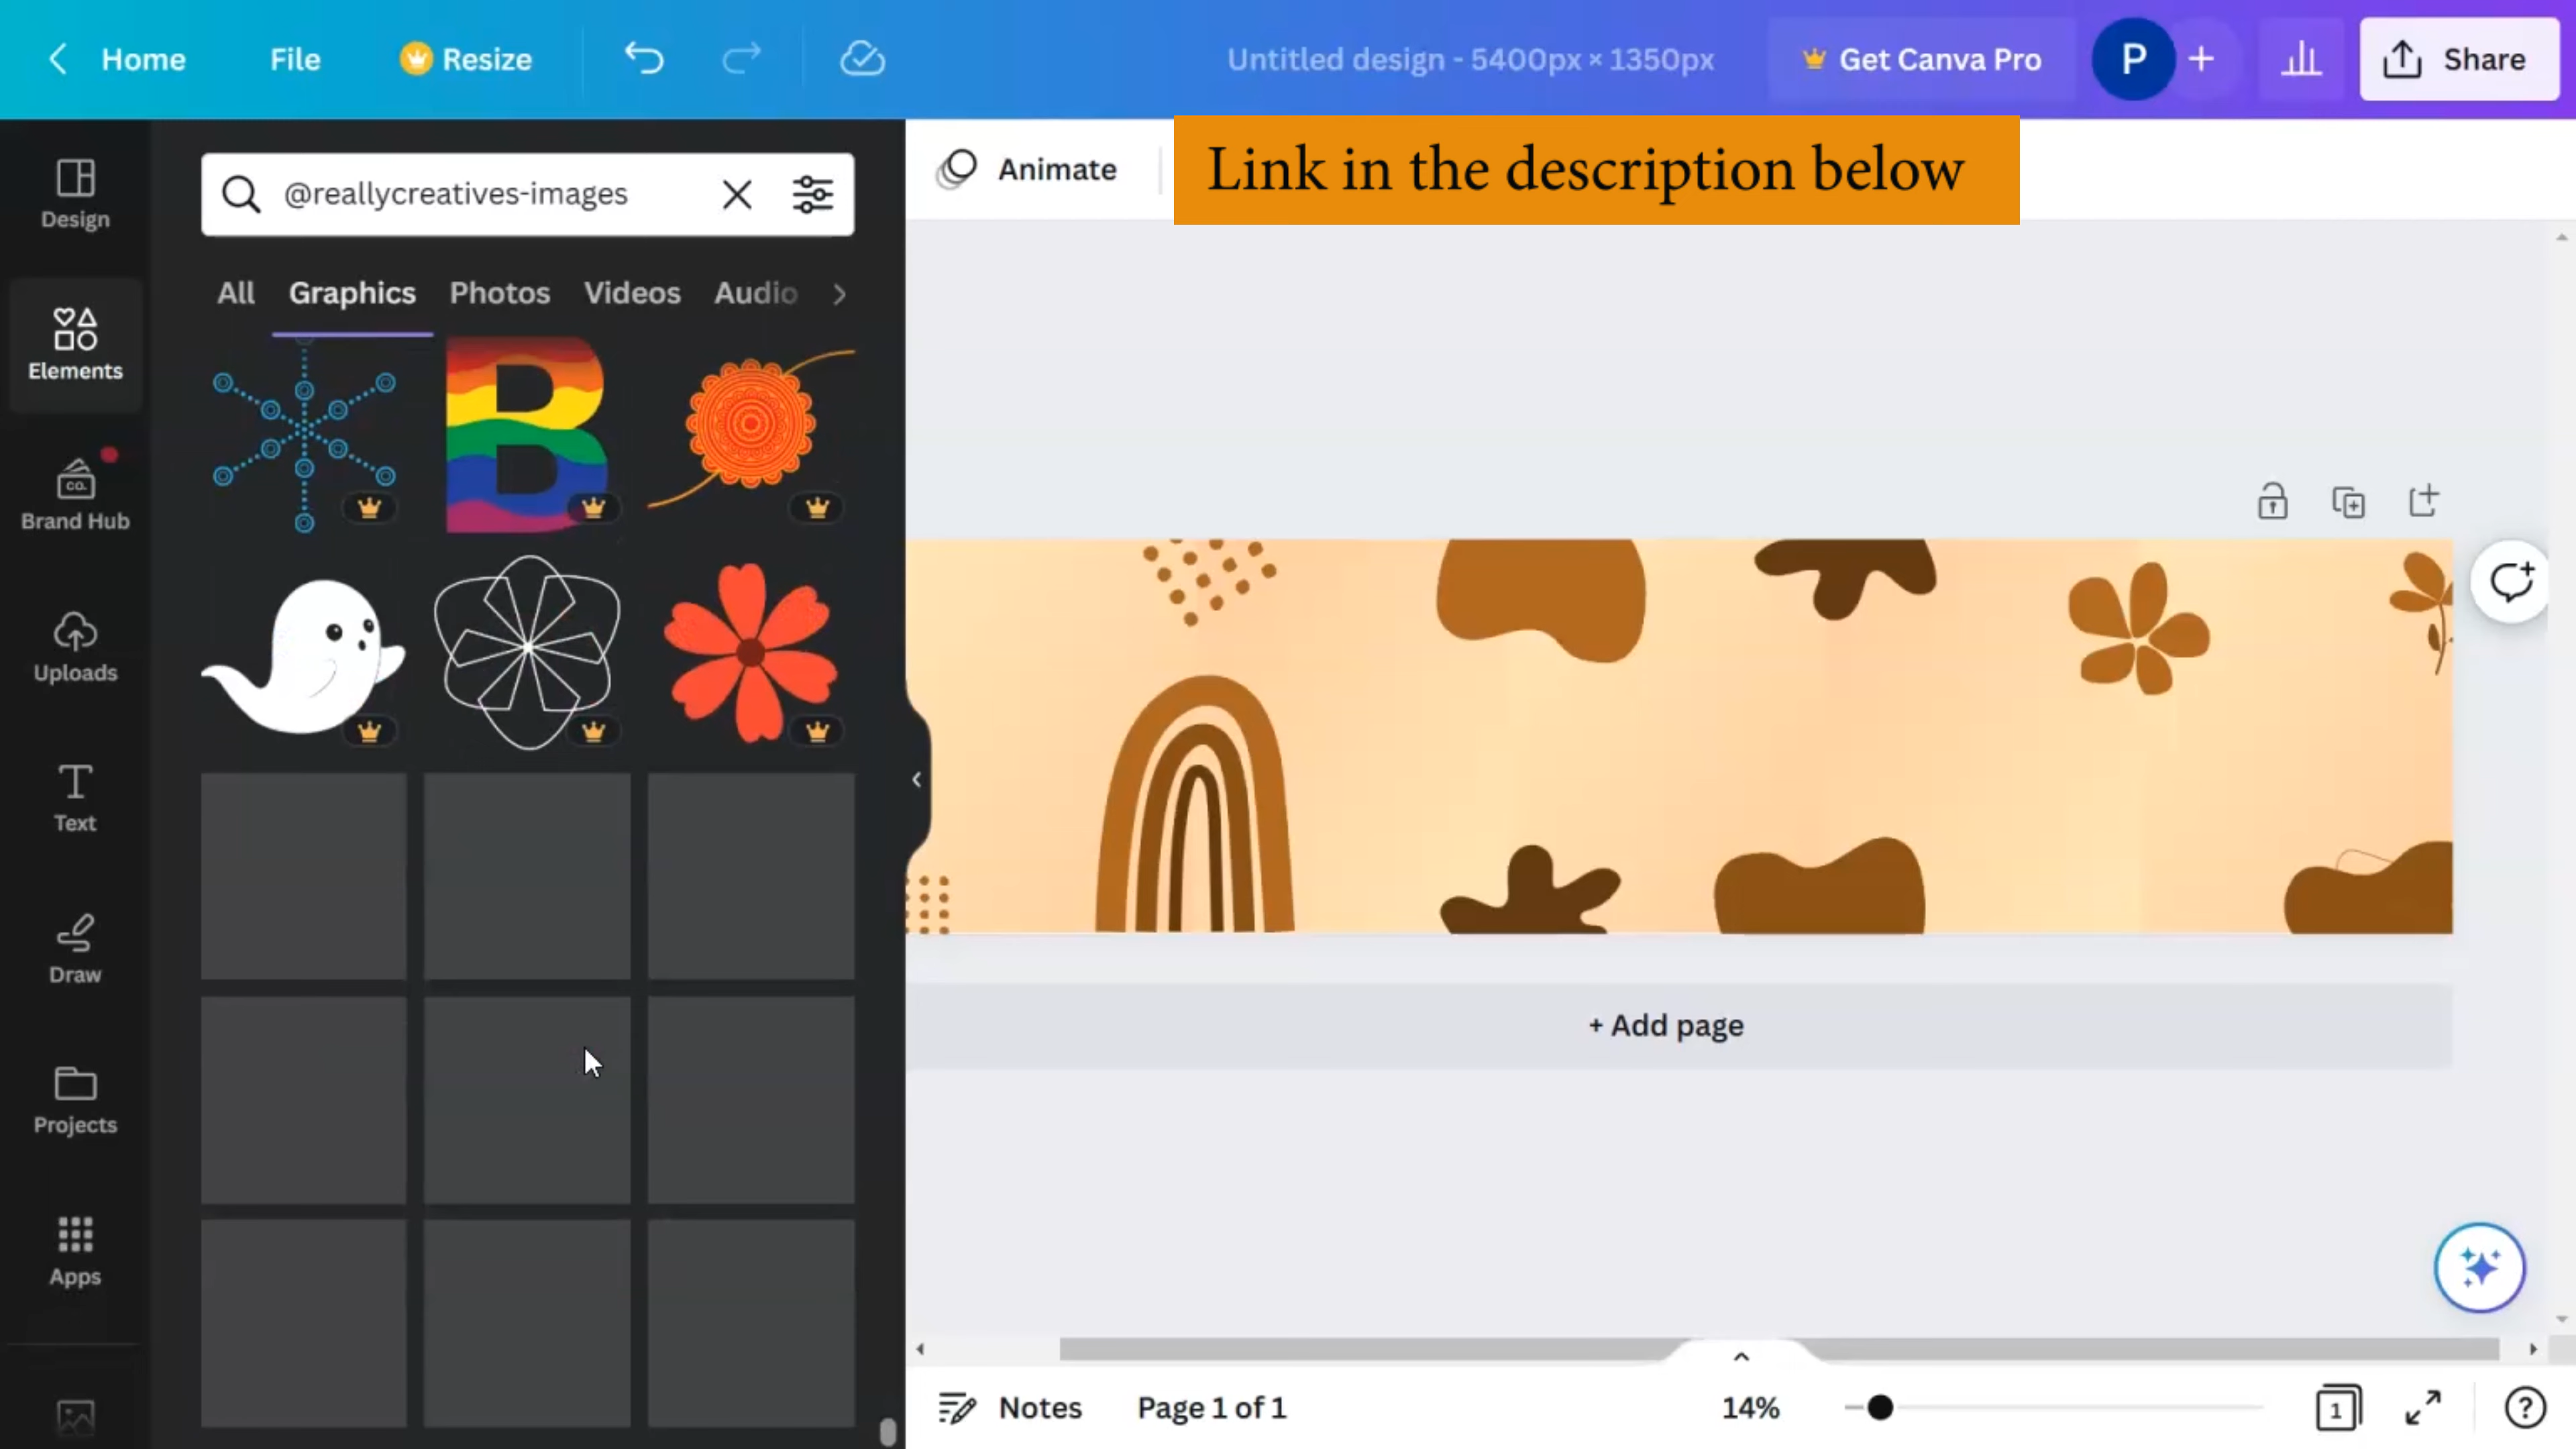 Home
File
Resize
Untitled design - 5400px × 1350px
Get Canva Pro
P
+
Share
Link in the description below
Animate
@reallycreatives-images
All
Graphics
Photos
Videos
Audio
Design
Elements
CO.
Brand Hub
Uploads
Text
Draw
Projects
Apps
B
+ Add page
Notes
Page 1 of 1
14%
1
?